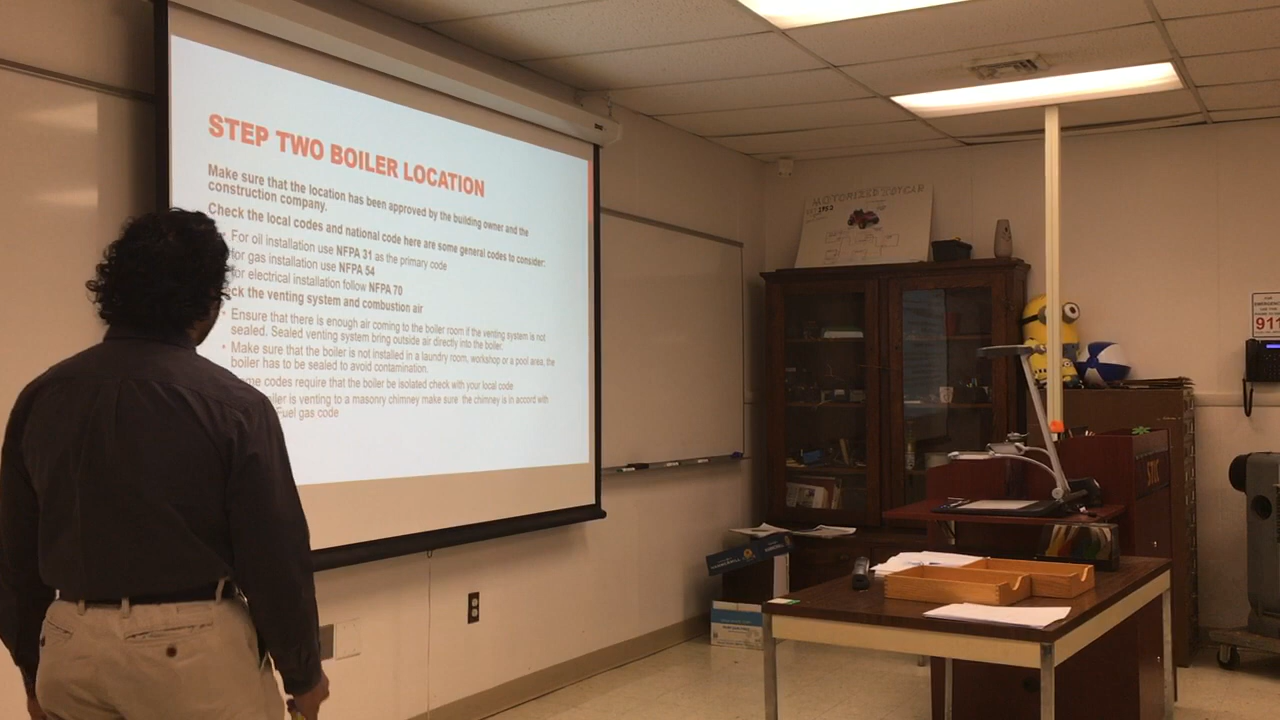 STEP TWO BOILER LOCATION
Make sure that the location has been approved by the building owner and the
construction company.
Check the local codes and national code here are some general codes to consider:
For oil installation use NFPA 31 as the primary code
for gas installation use NFPA 54
or electrical installation follow NFPA 70
eck the venting system and combustion air
• Ensure that there is enough air coming to the boiler room if the venting system is not
sealed. Sealed venting system bring outside air directly into the boiler.
• Make sure that the boiler is not installed in a laundry room, workshop or a pool area, the
boiler has to be sealed to avoid contamination.
ome codes require that the boiler be isolated check with your local code
oiler is venting to a masonry chimney make sure the chimney is in accord with
Fuel gas code
MOTORIZED
1952
EMERGENCY
911